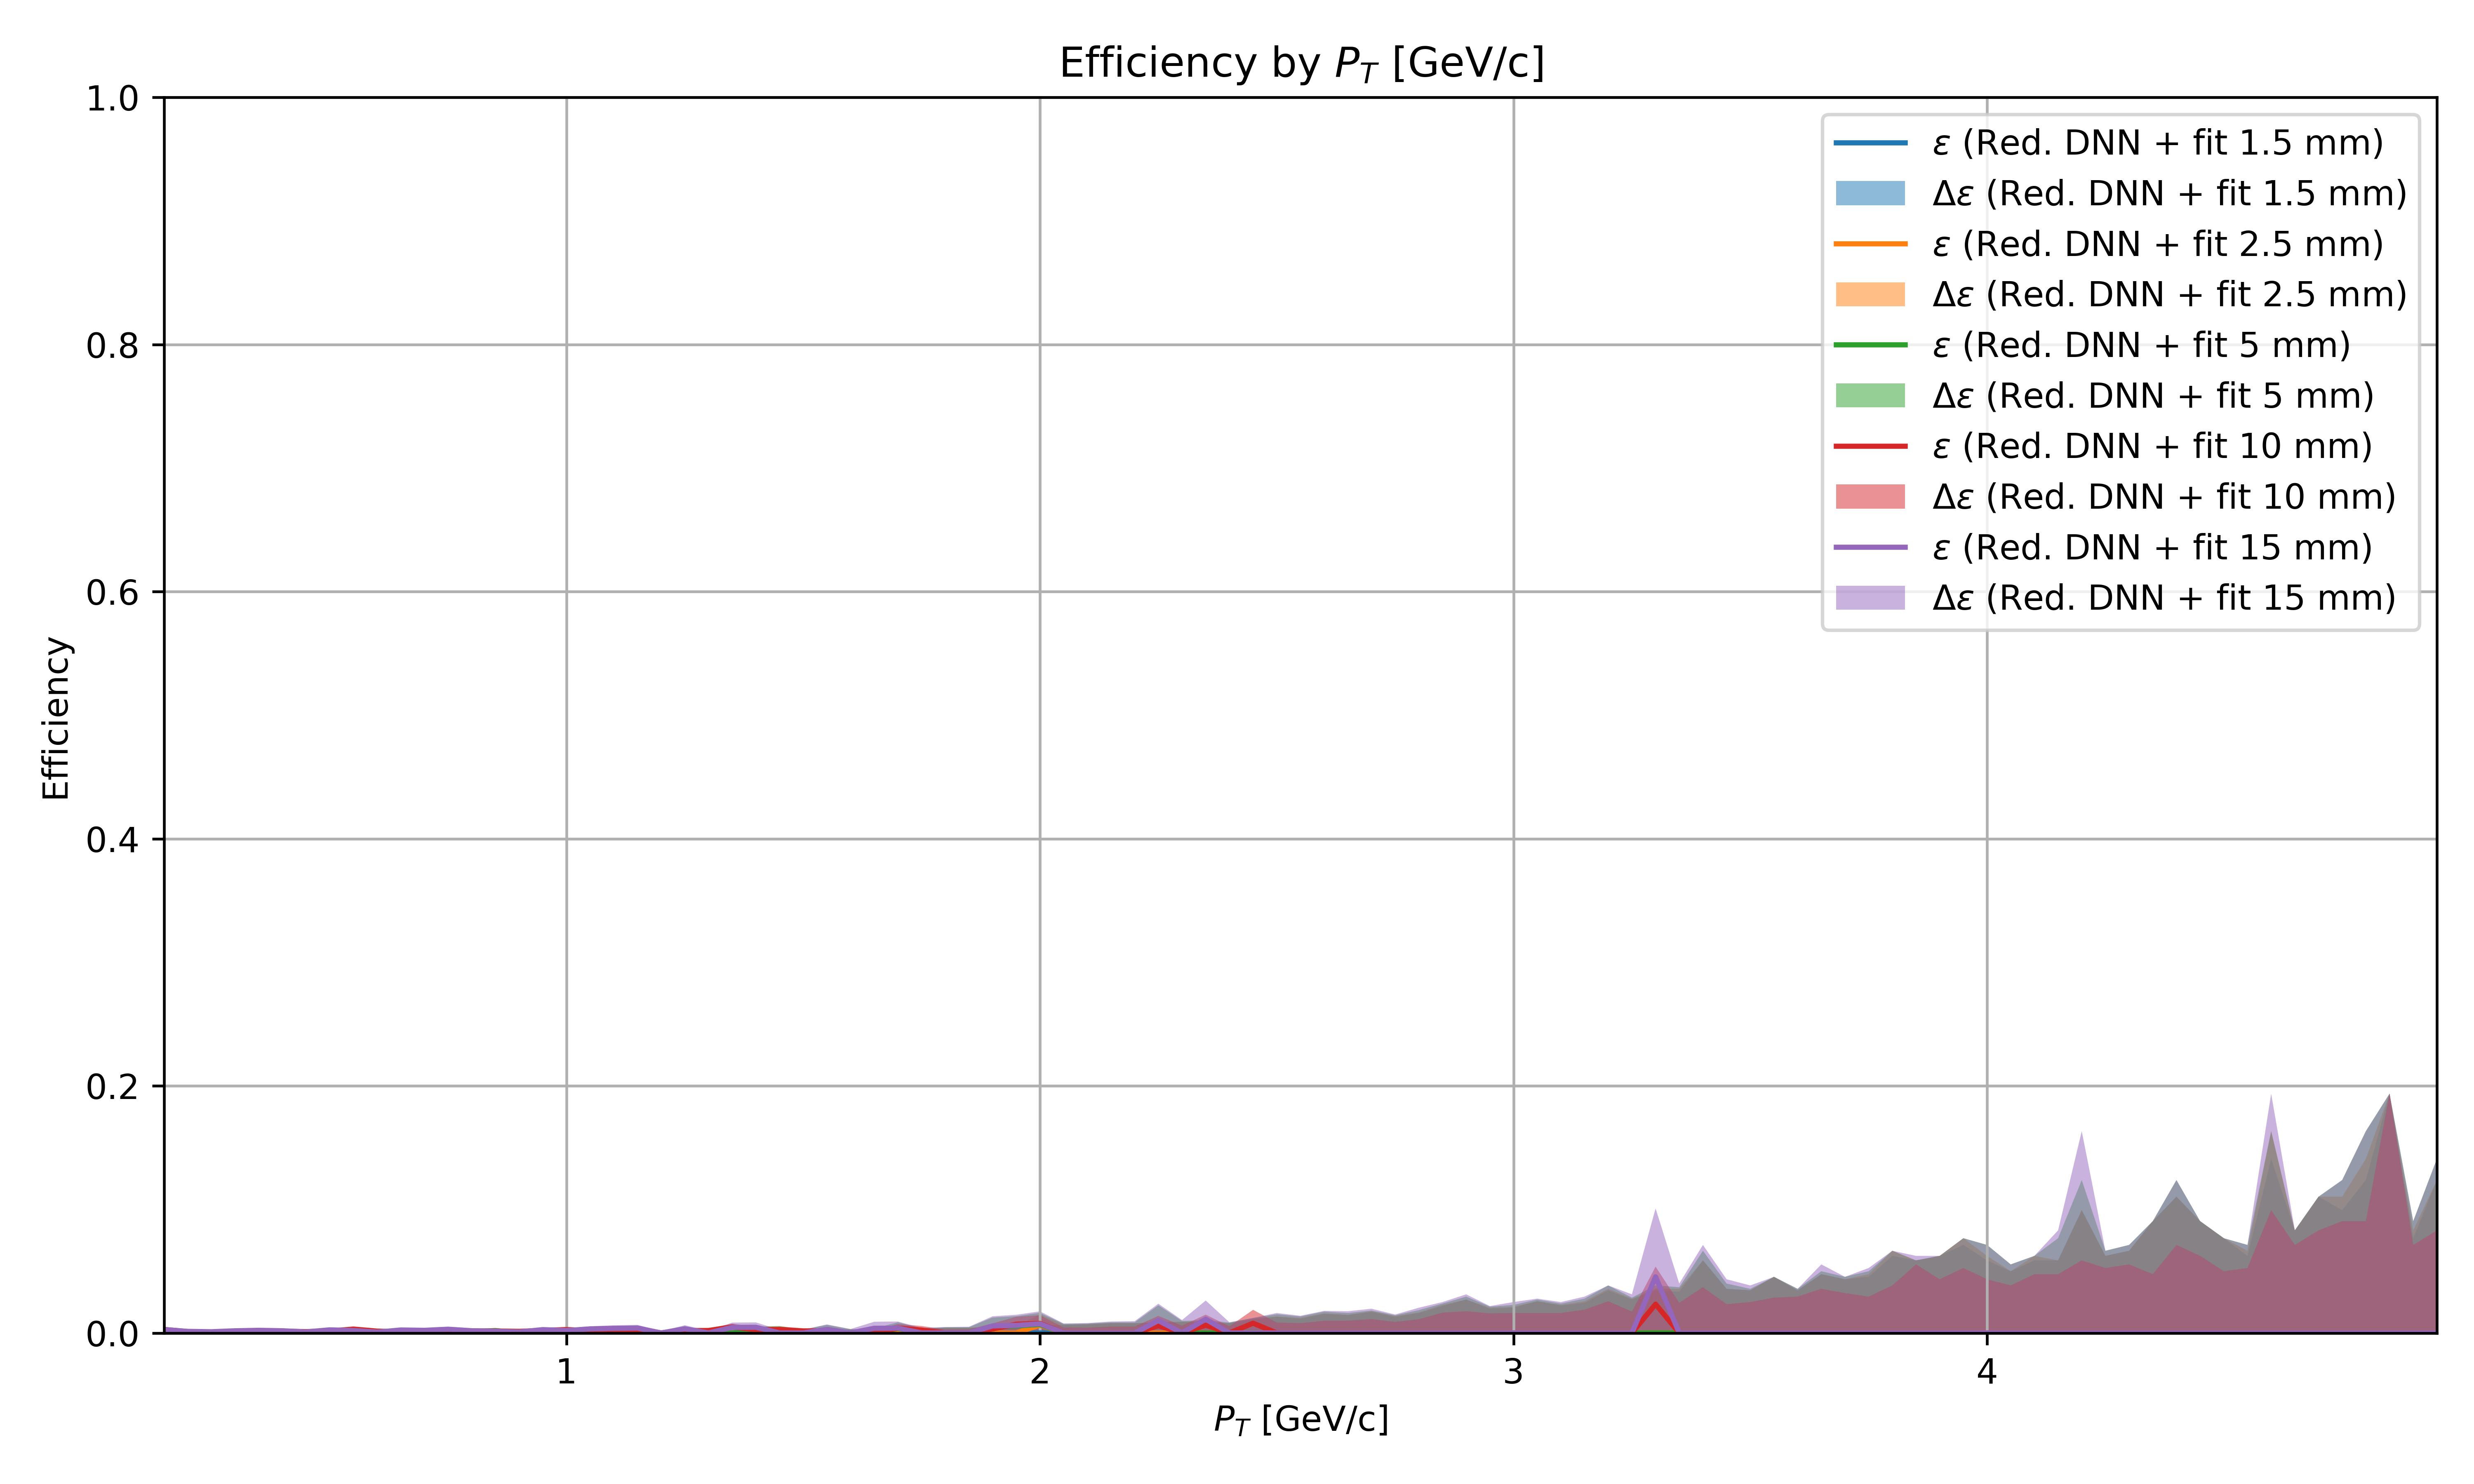 Efficiency by P_T [GeV/c]
1.0
0.8
0.6
0.4
0.2
0.0
Efficiency
ε (Red. DNN + fit 1.5 mm)
Δε (Red. DNN + fit 1.5 mm)
ε (Red. DNN + fit 2.5 mm)
Δε (Red. DNN + fit 2.5 mm)
ε (Red. DNN + fit 5 mm)
Δε (Red. DNN + fit 5 mm)
ε (Red. DNN + fit 10 mm)
Δε (Red. DNN + fit 10 mm)
ε (Red. DNN + fit 15 mm)
Δε (Red. DNN + fit 15 mm)
1 2 3 4
P_T [GeV/c]